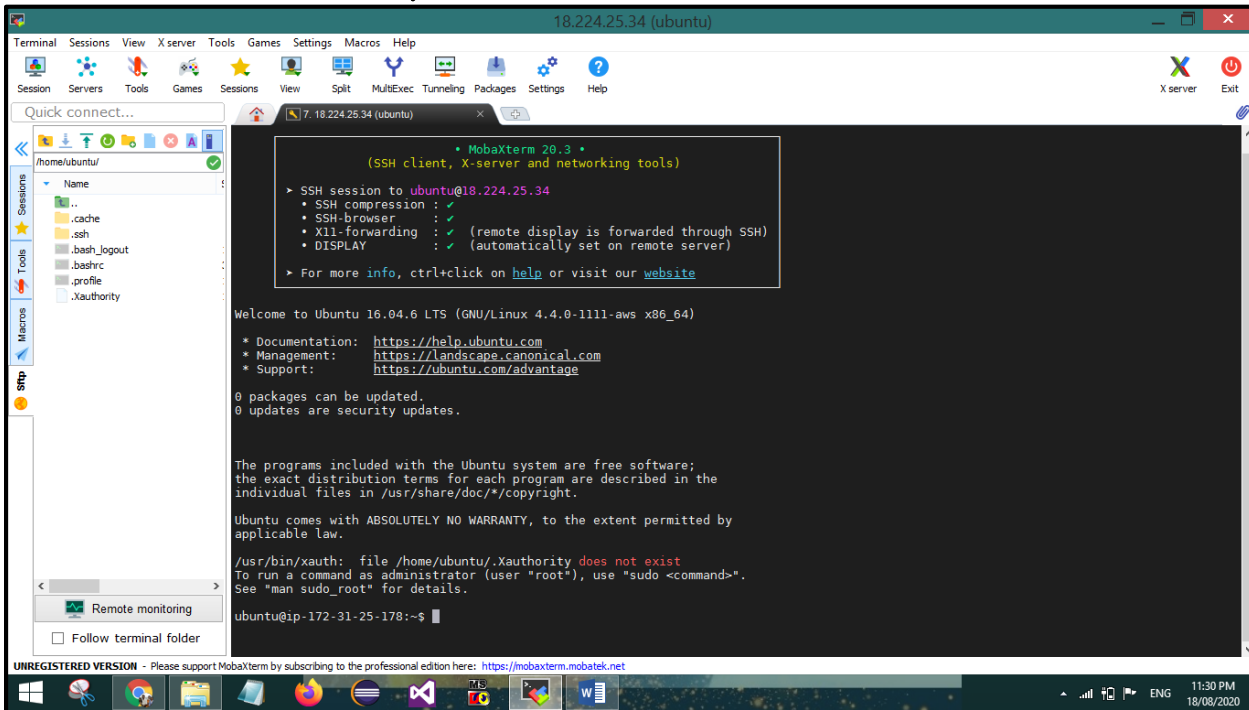 18.224.25.34 (ubuntu)
Terminal Sessions View X server Tools Games Settings Macros Help
Session Servers Tools Games Sessions View Split MultiExec Tunneling Packages Settings Help X server Exit
Quick connect...
7. 18.224.25.34 (ubuntu)
/home/ubuntu/
Name
..
.cache
.ssh
.bash_logout
.bashrc
.profile
.Xauthority
Sessions
Tools
Macros
Sftp
Remote monitoring
Follow terminal folder
• MobaXterm 20.3 •
(SSH client, X-server and networking tools)
➤ SSH session to ubuntu@18.224.25.34
• SSH compression : ✔
• SSH-browser : ✔
• X11-forwarding : ✔ (remote display is forwarded through SSH)
• DISPLAY : ✔ (automatically set on remote server)
➤ For more info, ctrl+click on help or visit our website
Welcome to Ubuntu 16.04.6 LTS (GNU/Linux 4.4.0-1111-aws x86_64)
* Documentation: https://help.ubuntu.com
* Management: https://landscape.canonical.com
* Support: https://ubuntu.com/advantage
0 packages can be updated.
0 updates are security updates.
The programs included with the Ubuntu system are free software;
the exact distribution terms for each program are described in the
individual files in /usr/share/doc/*/copyright.
Ubuntu comes with ABSOLUTELY NO WARRANTY, to the extent permitted by
applicable law.
/usr/bin/xauth: file /home/ubuntu/.Xauthority does not exist
To run a command as administrator (user "root"), use "sudo <command>".
See "man sudo_root" for details.
ubuntu@ip-172-31-25-178:~$
UNREGISTERED VERSION - Please support MobaXterm by subscribing to the professional edition here: https://mobaxterm.mobatek.net
MS
ENG
11:30 PM
18/08/2020